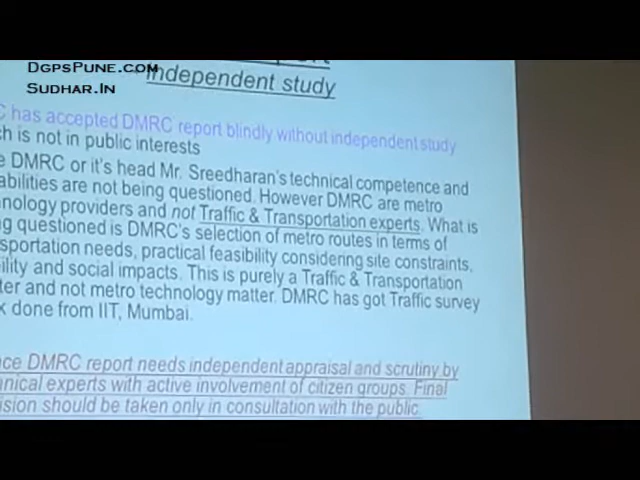 DgpsPune.com
Sudhar.In
Independent study
C has accepted DMRC report blindly without independent study
ch is not in public interests
e DMRC or it's head Mr. Sreedharan's technical competence and
abilities are not being questioned. However DMRC are metro
nology providers and not Traffic & Transportation experts. What is
g questioned is DMRC's selection of metro routes in terms of
sportation needs, practical feasibility considering site constraints,
ility and social impacts. This is purely a Traffic & Transportation
ter and not metro technology matter. DMRC has got Traffic survey
k done from IIT, Mumbai.
ce DMRC report needs independent appraisal and scrutiny by
nical experts with active involvement of citizen groups. Final
ision should be taken only in consultation with the public.